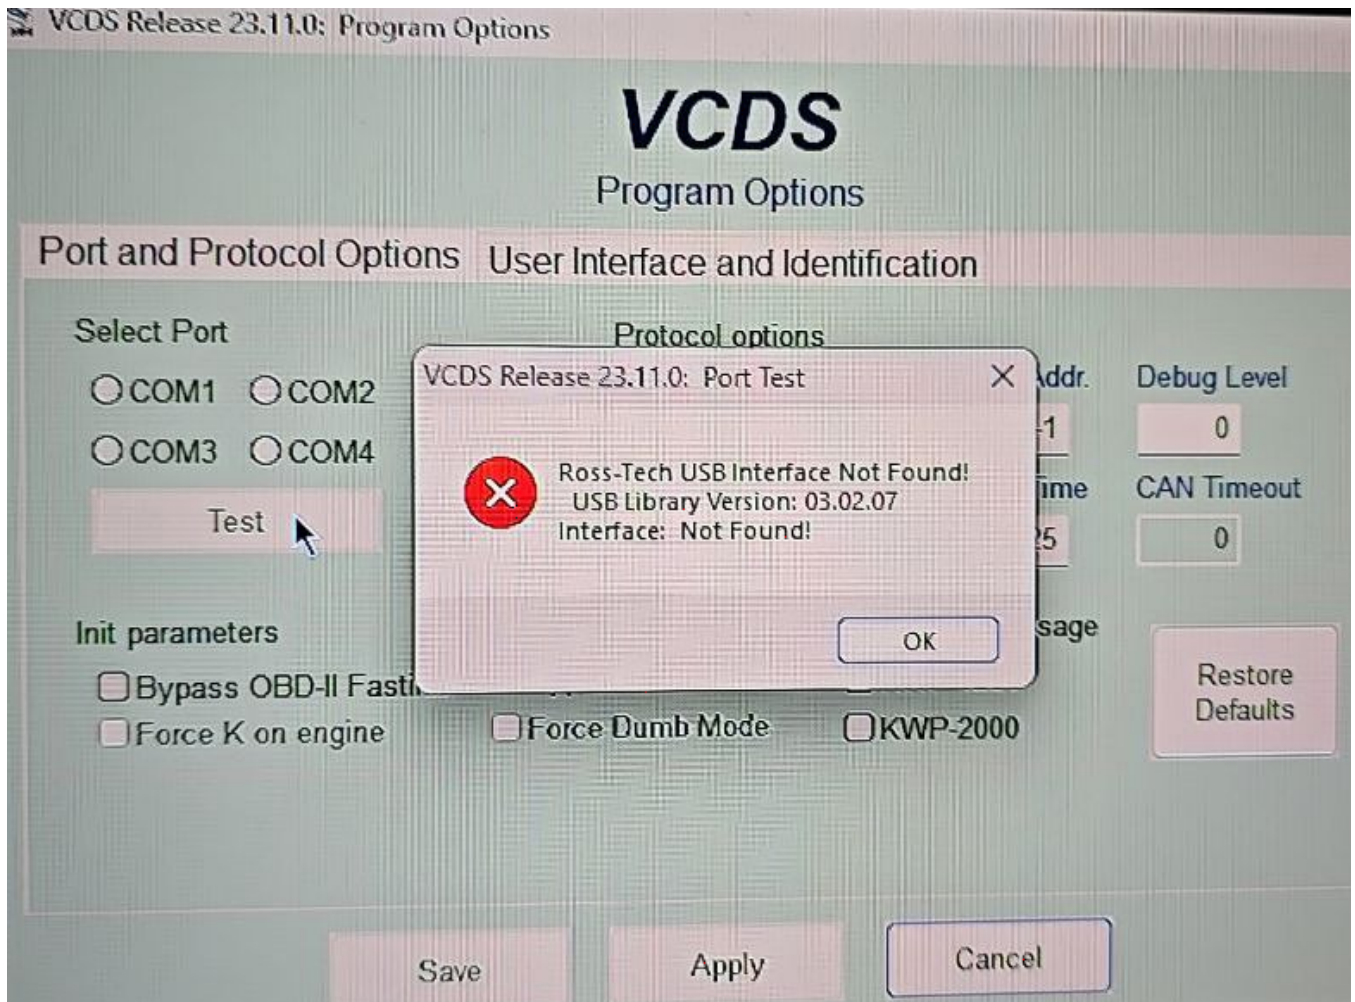 VCDS Release 23.11.0: Program Options
VCDS
Program Options
Port and Protocol Options User Interface and Identification
Select Port
Protocol options
COM1 COM2
COM3 COM4
Test
VCDS Release 23.11.0: Port Test
Ross-Tech USB Interface Not Found!
USB Library Version: 03.02.07
Interface: Not Found!
OK
Debug Level
0
CAN Timeout
0
Init parameters
Bypass OBD-II
Force K on engine
Force Dumb Mode
KWP-2000
Restore
Defaults
Save
Apply
Cancel